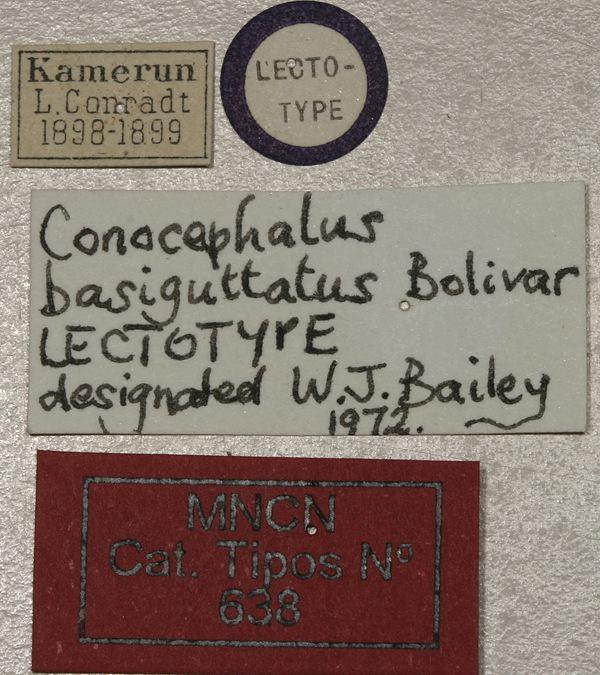 Kamerun
L. Conradt
1898-1899
LECTO-
TYPE
Conocephalus
basiguttatus Bolivar
LECTOTYPE
designated W.J. Bailey
1972.
MNCN
Cat. Tipos Nº
638